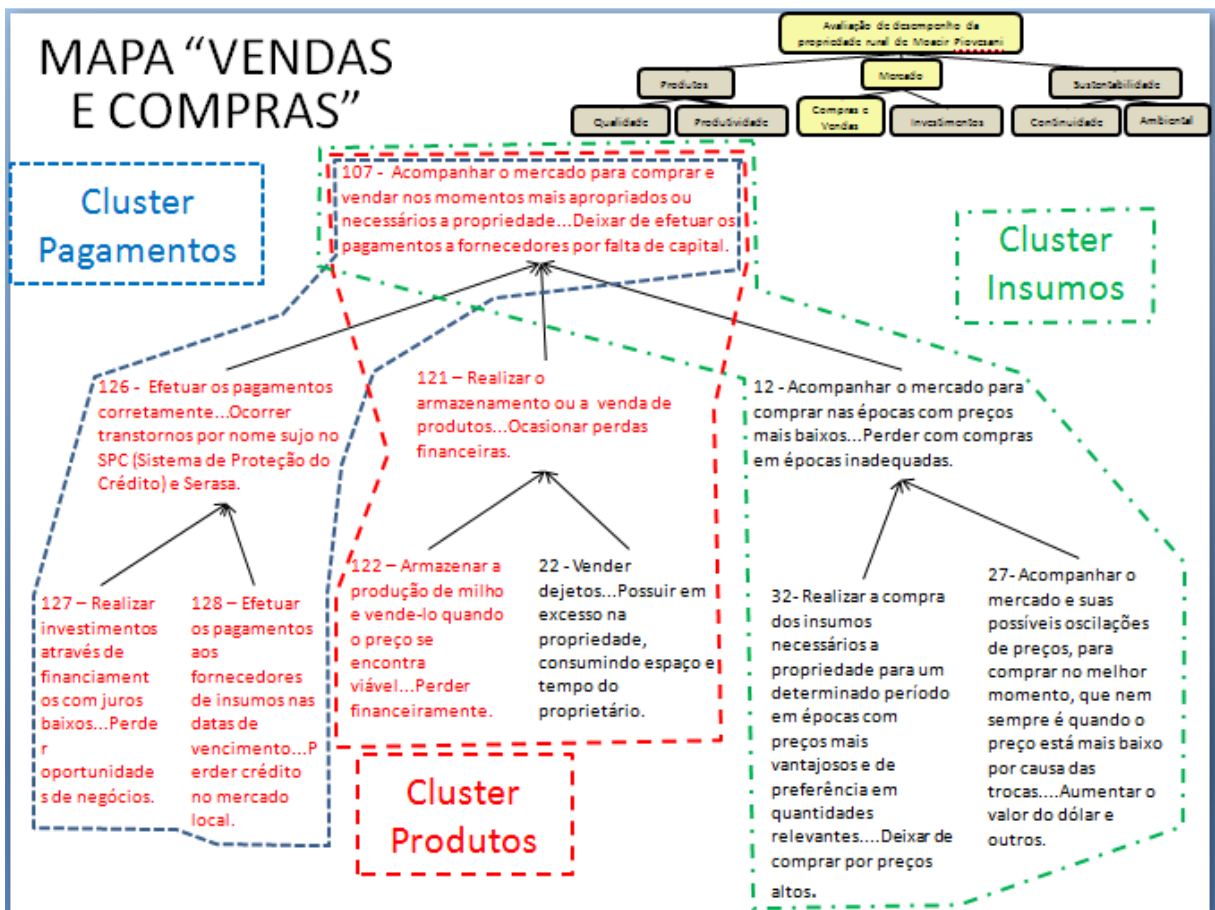 MAPA “VENDAS
E COMPRAS”
Avaliação de desempenho da
propriedade rural de Moacir Piovesani
Produtos
Mercado
Sustentabilidade
Qualidade
Produtividade
Compras e
Vendas
Investimentos
Continuidade
Ambiental
Cluster
Pagamentos
107 - Acompanhar o mercado para comprar e
vendar nos momentos mais apropriados ou
necessários a propriedade...Deixar de efetuar os
pagamentos a fornecedores por falta de capital.
Cluster
Insumos
126 - Efetuar os pagamentos
corretamente...Ocorrer
transtornos por nome sujo no
SPC (Sistema de Proteção do
Crédito) e Serasa.
121 – Realizar o
armazenamento ou a venda de
produtos...Ocasionar perdas
financeiras.
12 - Acompanhar o mercado para
comprar nas épocas com preços
mais baixos...Perder com compras
em épocas inadequadas.
127 – Realizar
investimentos
através de
financiament
os com juros
baixos...Perde
r
oportunidade
s de negócios.
128 – Efetuar
os pagamentos
aos
fornecedores
de insumos nas
datas de
vencimento...P
erder crédito
no mercado
local.
122 – Armazenar a
produção de milho
e vende-lo quando
o preço se
encontra
viável...Perder
financeiramente.
22 - Vender
dejetos...Possuir em
excesso na
propriedade,
consumindo espaço e
tempo do
proprietário.
32- Realizar a compra
dos insumos
necessários a
propriedade para um
determinado período
em épocas com
preços mais
vantajosos e de
preferência em
quantidades
relevantes....Deixar de
comprar por preços
altos.
27- Acompanhar o
mercado e suas
possíveis oscilações
de preços, para
comprar no melhor
momento, que nem
sempre é quando o
preço está mais baixo
por causa das
trocas....Aumentar o
valor do dólar e
outros.
Cluster
Produtos